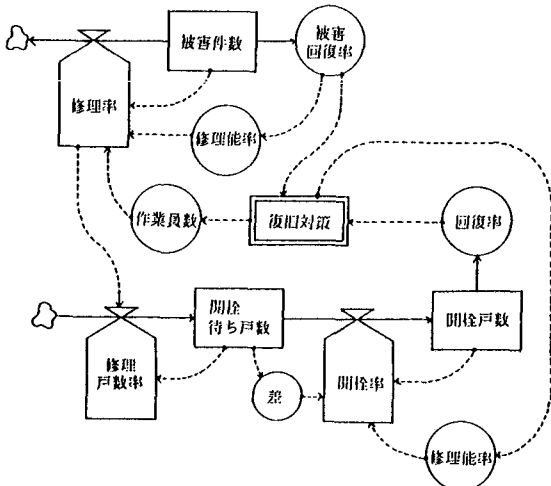 被害件数
被害
回復率
修理率
修理能率
作業員数
復旧対策
回復率
開栓
待ち戸数
開栓戸数
修理
戸数率
差
開栓率
修理能率